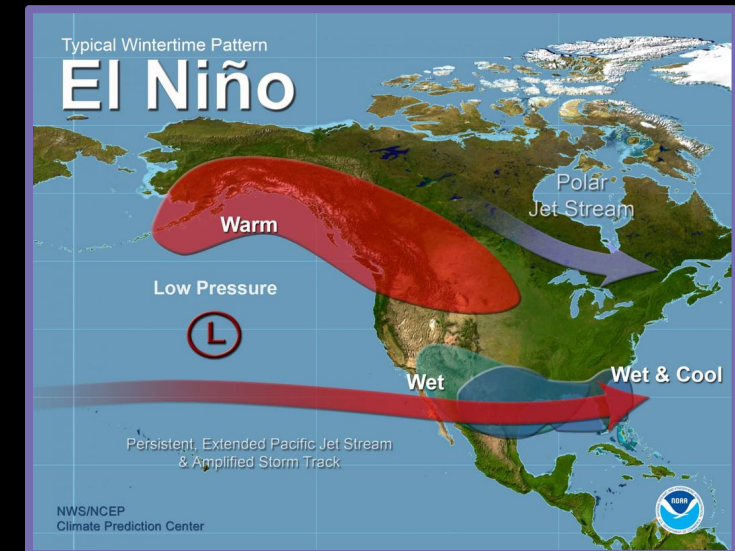 Typical Wintertime Pattern
El Niño
Polar
Jet Stream
Warm
Low Pressure
L
Wet
Wet & Cool
Persistent, Extended Pacific Jet Stream
& Amplified Storm Track
NWS/NCEP
Climate Prediction Center
NOAA